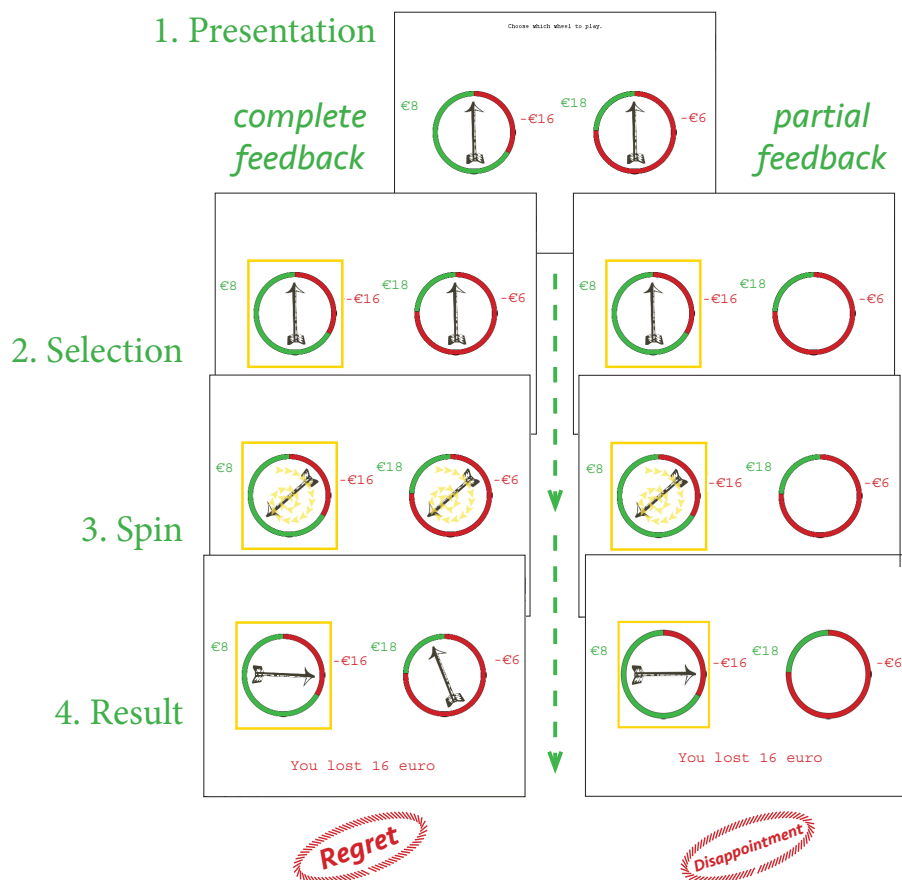 1. Presentation
Choose which wheel to play.
€8 -€16 €18 -€6
complete
feedback
partial
feedback
2. Selection
€8 -€16 €18 -€6
€8 -€16 €18 -€6
3. Spin
€8 -€16 €18 -€6
€8 -€16 €18 -€6
4. Result
€8 -€16 €18 -€6
You lost 16 euro
€8 -€16 €18 -€6
You lost 16 euro
Regret
Disappointment